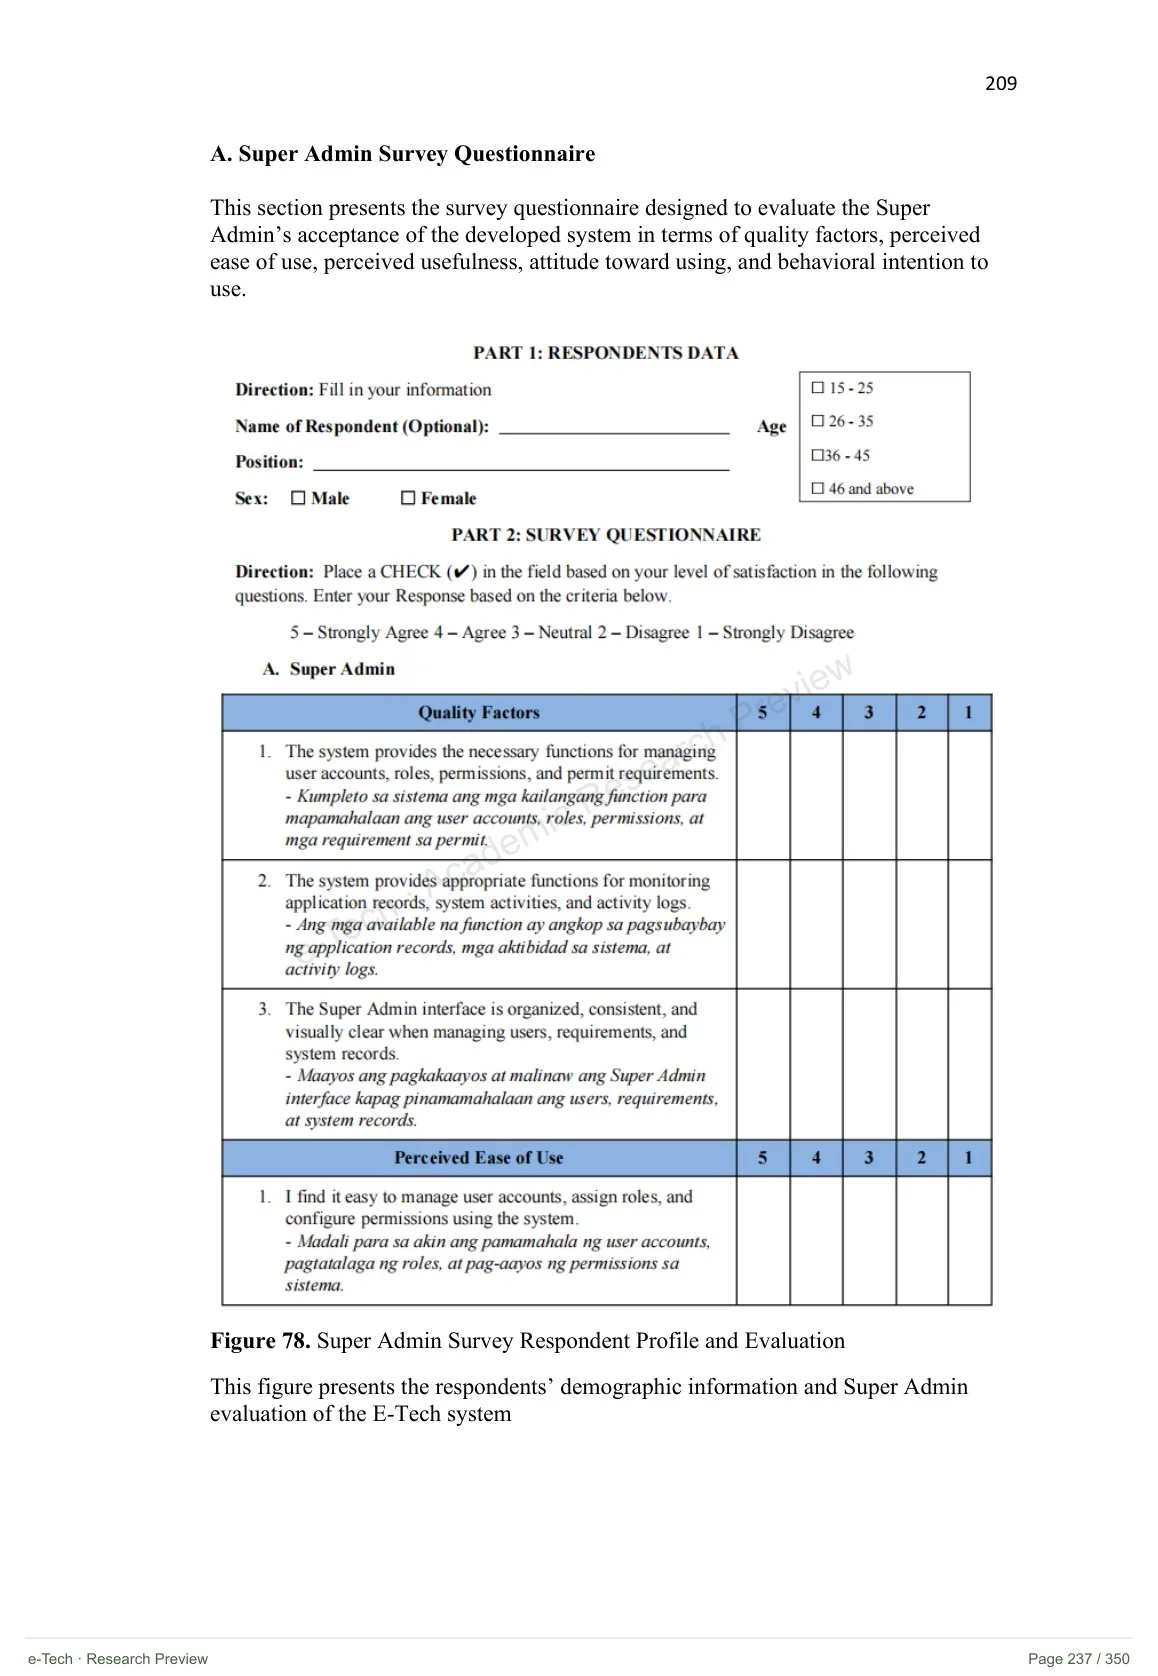 209
A. Super Admin Survey Questionnaire
This section presents the survey questionnaire designed to evaluate the Super
Admin’s acceptance of the developed system in terms of quality factors, perceived
ease of use, perceived usefulness, attitude toward using, and behavioral intention to
use.
PART 1: RESPONDENTS DATA
Direction: Fill in your information
Name of Respondent (Optional): ____________________
Age
☐ 15 - 25
☐ 26 - 35
☐36 - 45
☐ 46 and above
Position: ____________________
Sex: ☐ Male ☐ Female
PART 2: SURVEY QUESTIONNAIRE
Direction: Place a CHECK (✔) in the field based on your level of satisfaction in the following
questions. Enter your Response based on the criteria below.
5 – Strongly Agree 4 – Agree 3 – Neutral 2 – Disagree 1 – Strongly Disagree
A. Super Admin
Quality Factors 5 4 3 2 1
1. The system provides the necessary functions for managing
user accounts, roles, permissions, and permit requirements.
- Kumpleto sa sistema ang mga kailangang function para
mapamahalaan ang user accounts, roles, permissions, at
mga requirement sa permit.
2. The system provides appropriate functions for monitoring
application records, system activities, and activity logs.
- Ang mga available na function ay angkop sa pagsubaybay
ng application records, mga aktibidad sa sistema, at
activity logs.
3. The Super Admin interface is organized, consistent, and
visually clear when managing users, requirements, and
system records.
- Maayos ang pagkakaayos at malinaw ang Super Admin
interface kapag pinamamahalaan ang users, requirements,
at system records.
Perceived Ease of Use 5 4 3 2 1
1. I find it easy to manage user accounts, assign roles, and
configure permissions using the system.
- Madali para sa akin ang pamamahala ng user accounts,
pagtatalaga ng roles, at pag-aayos ng permissions sa
sistema.
e-Tech · Academic Research Preview
Figure 78. Super Admin Survey Respondent Profile and Evaluation
This figure presents the respondents’ demographic information and Super Admin
evaluation of the E-Tech system
e-Tech · Research Preview
Page 237 / 350